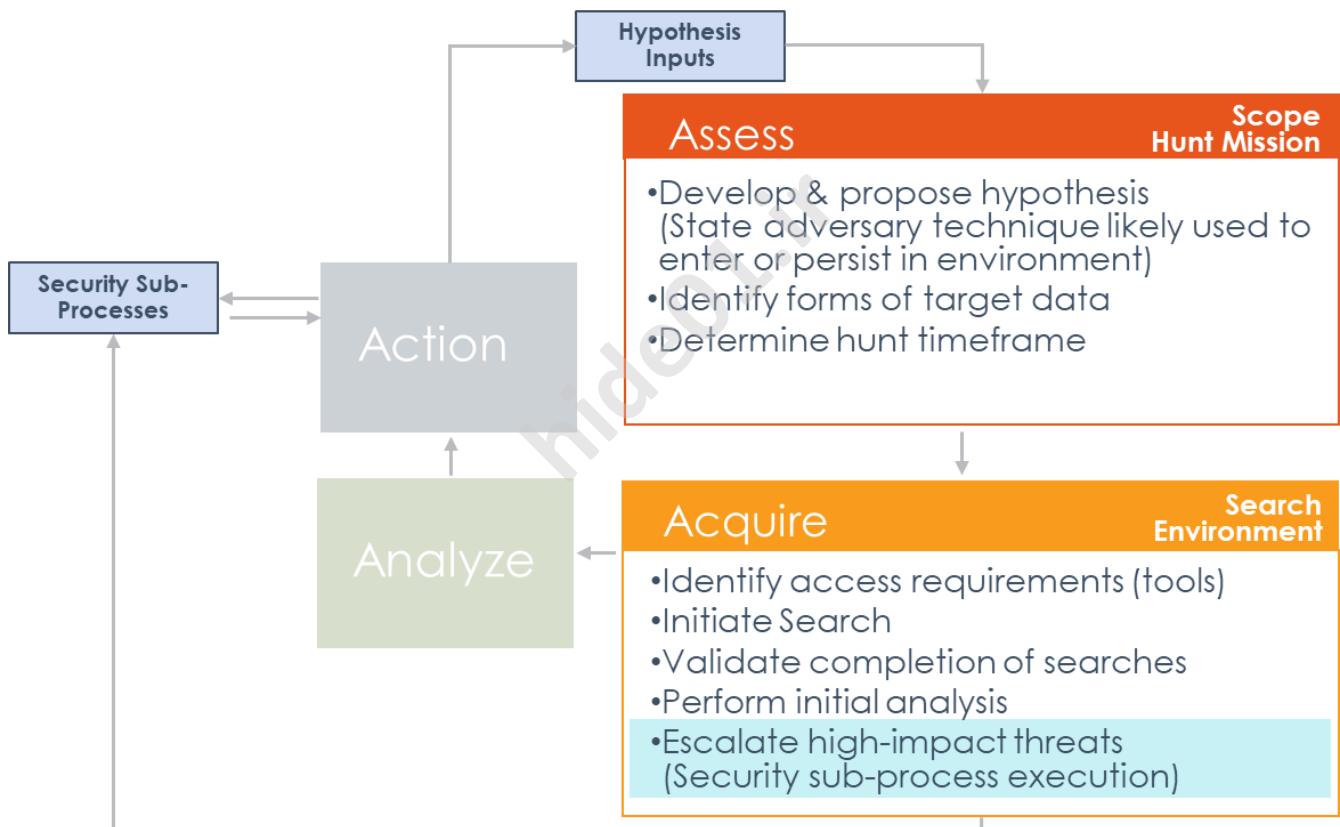 Hypothesis
Inputs
Assess
Scope
Hunt Mission
•Develop & propose hypothesis
(State adversary technique likely used to
enter or persist in environment)
•Identify forms of target data
•Determine hunt timeframe
Security Sub-
Processes
Action
Analyze
Acquire
Search
Environment
•Identify access requirements (tools)
•Initiate Search
•Validate completion of searches
•Perform initial analysis
•Escalate high-impact threats
(Security sub-process execution)
hide01.ir